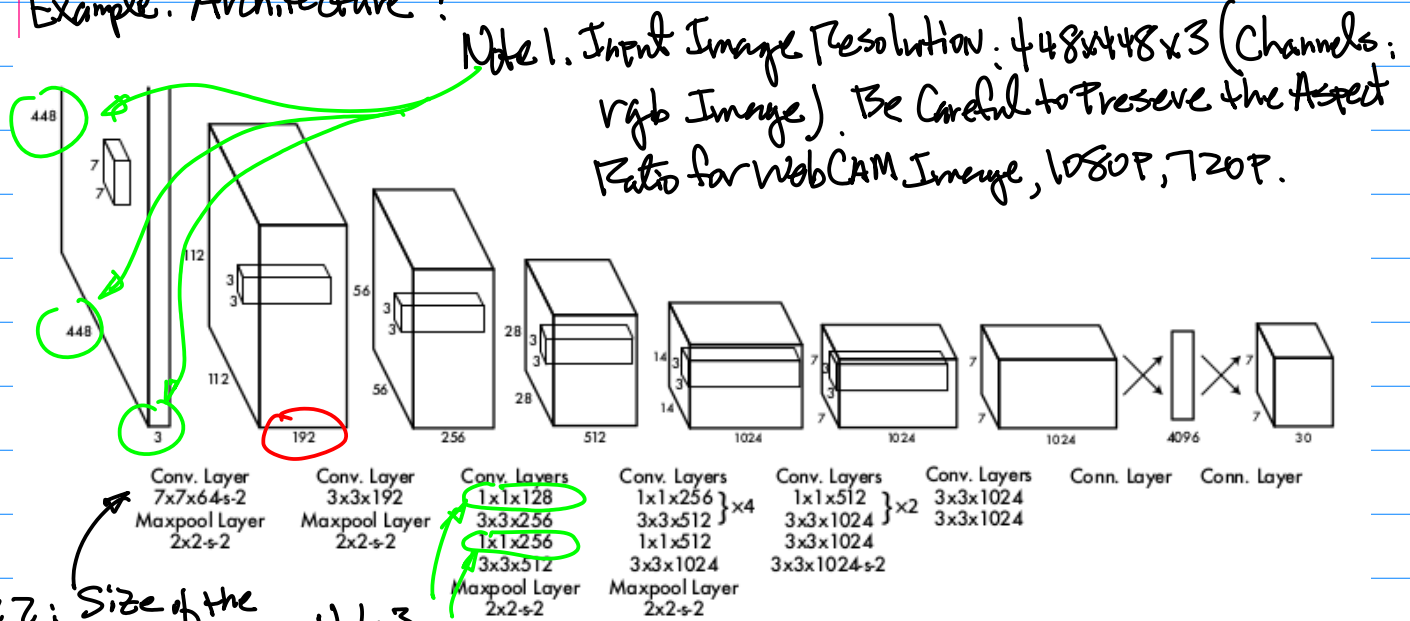 Example. Architecture :
Note 1. Input Image Resolution: 448x448x3 (Channels:
rgb Image). Be Careful to Preserve the Aspect
Ratio for WebCAM Image, 1080P, 720P.
448
7
7
448
3
112
3
3
112
192
56
3
3
56
256
28
3
3
28
512
14
3
3
14
1024
7
3
3
7
1024
7
7
1024
4096
7
7
30
Conv. Layer
7x7x64-s-2
Maxpool Layer
2x2-s-2
Conv. Layer
3x3x192
Maxpool Layer
2x2-s-2
Conv. Layers
1x1x128
3x3x256
1x1x256
3x3x512
Maxpool Layer
2x2-s-2
Conv. Layers
1x1x256
3x3x512 }x4
1x1x512
3x3x1024
Maxpool Layer
2x2-s-2
Conv. Layers
1x1x512
3x3x1024 }x2
3x3x1024
3x3x1024-s-2
Conv. Layers
3x3x1024
3x3x1024
Conn. Layer
Conn. Layer
2: Size of the